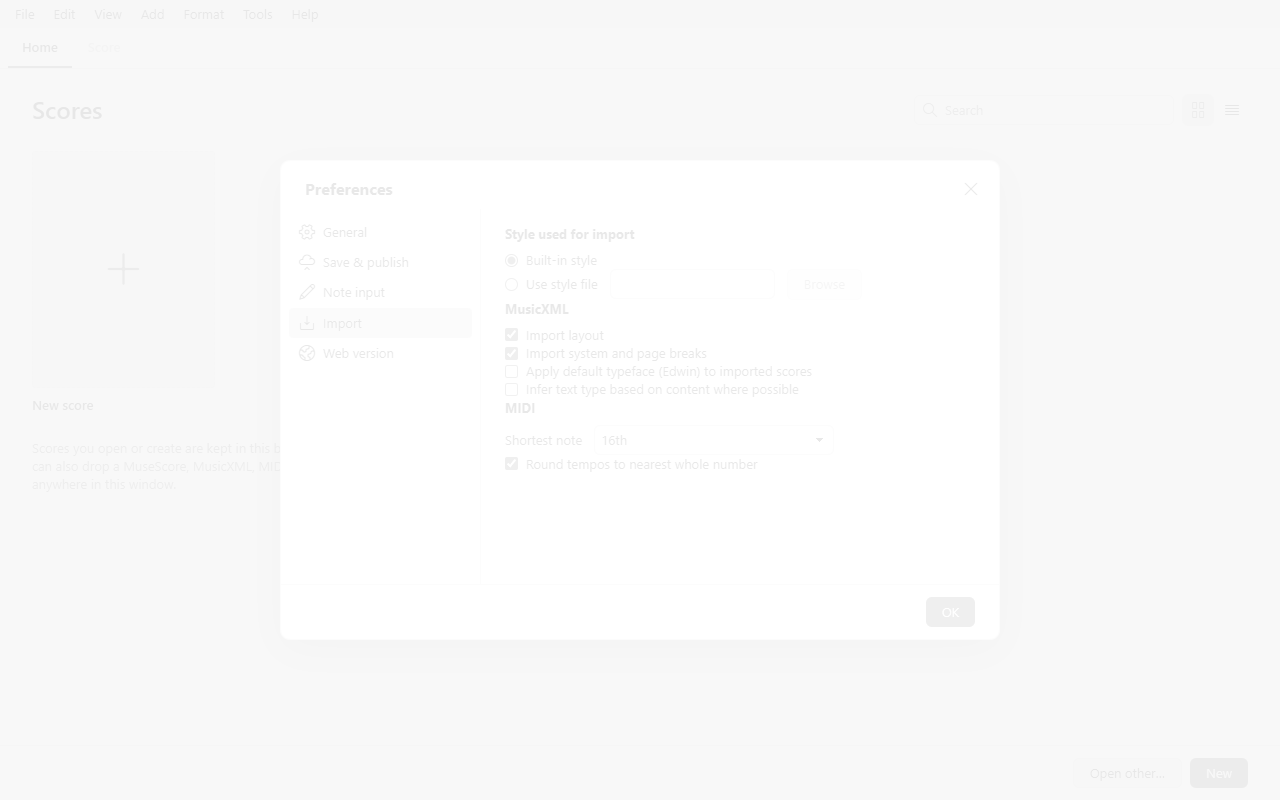 File Edit View Add Format Tools Help
Home Score
Scores
Search
New score
Scores you open or create are kept in this b
can also drop a MuseScore, MusicXML, MID
anywhere in this window.
Preferences
General
Save & publish
Note input
Import
Web version
Style used for import
Built-in style
Use style file Browse
MusicXML
Import layout
Import system and page breaks
Apply default typeface (Edwin) to imported scores
Infer text type based on content where possible
MIDI
Shortest note 16th
Round tempos to nearest whole number
OK
Open other... New